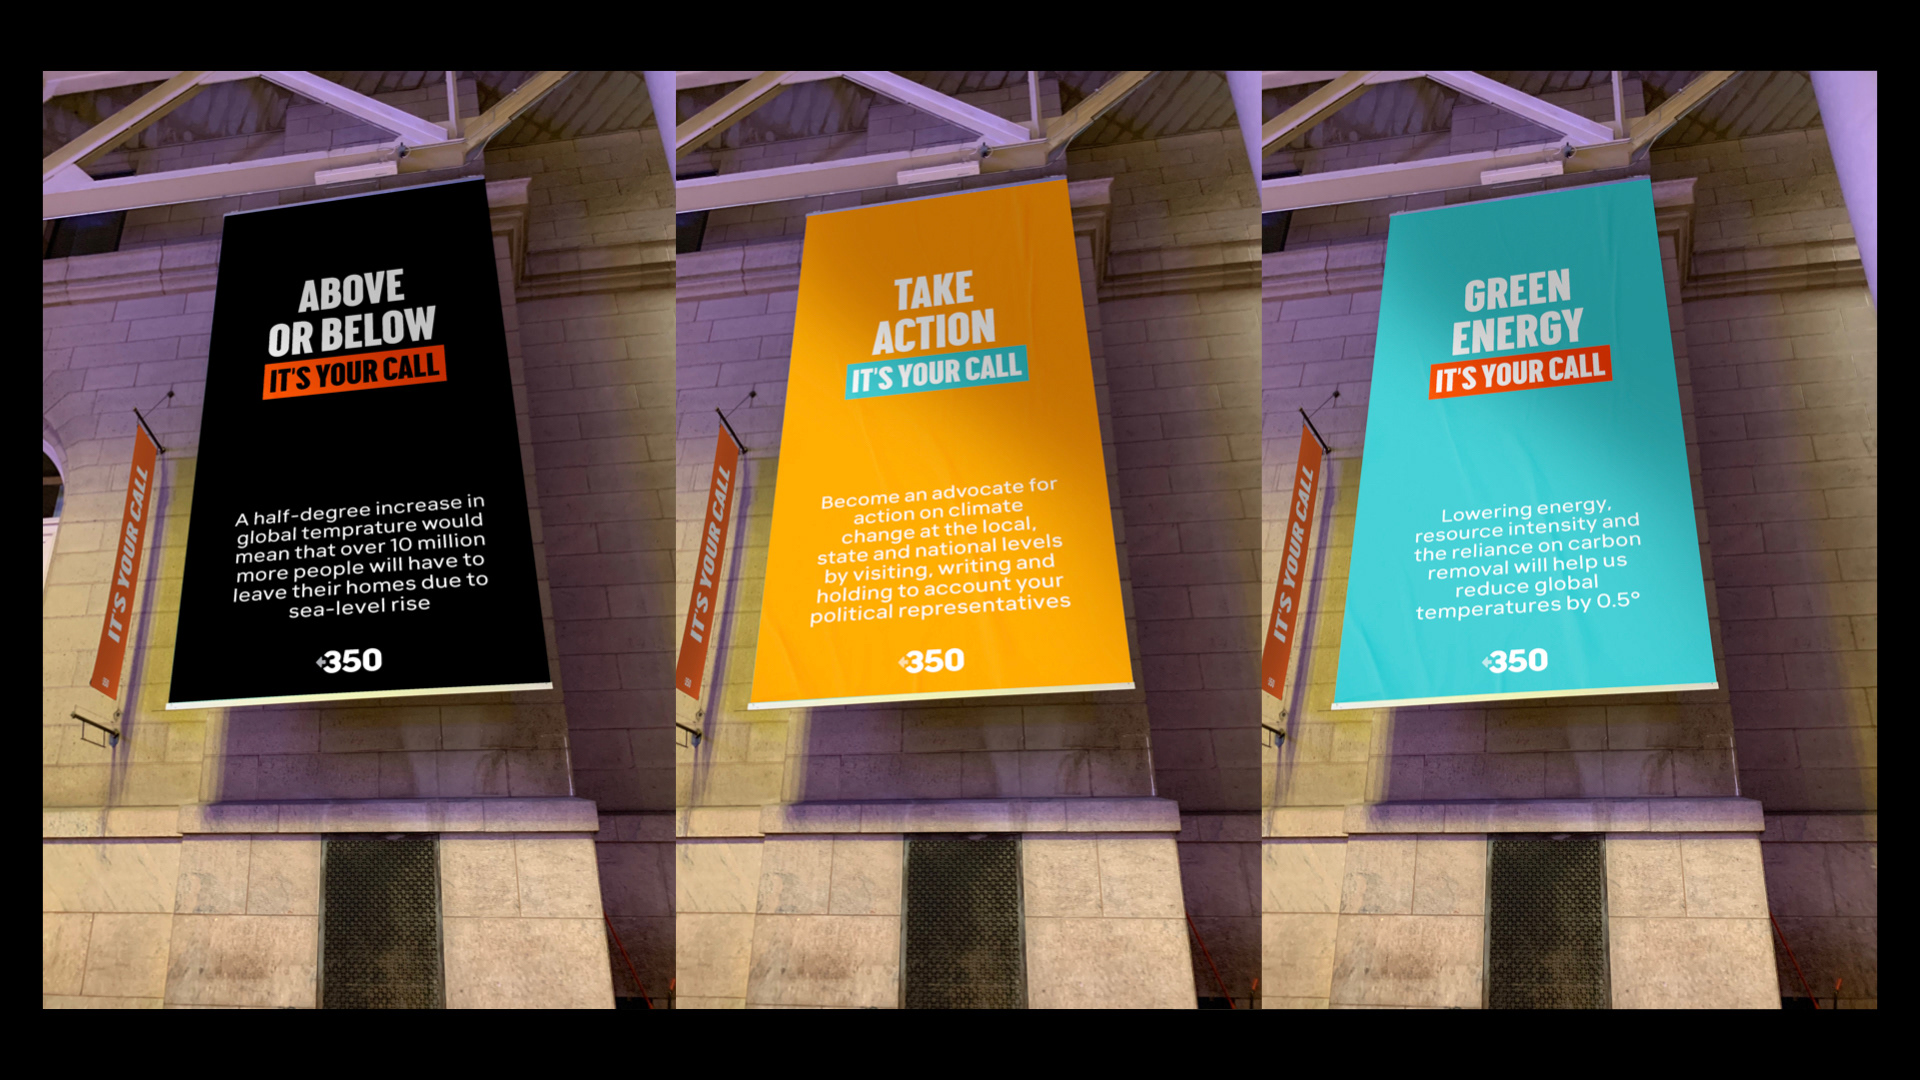 ABOVE
OR BELOW
IT'S YOUR CALL
A half-degree increase in
global temprature would
mean that over 10 million
more people will have to
leave their homes due to
sea-level rise
350
IT'S YOUR CALL
TAKE
ACTION
IT'S YOUR CALL
Become an advocate for
action on climate
change at the local,
state and national levels
by visiting, writing and
holding to account your
political representatives
350
IT'S YOUR CALL
GREEN
ENERGY
IT'S YOUR CALL
Lowering energy,
resource intensity and
the reliance on carbon
removal will help us
reduce global
temperatures by 0.5°
350
IT'S YOUR CALL